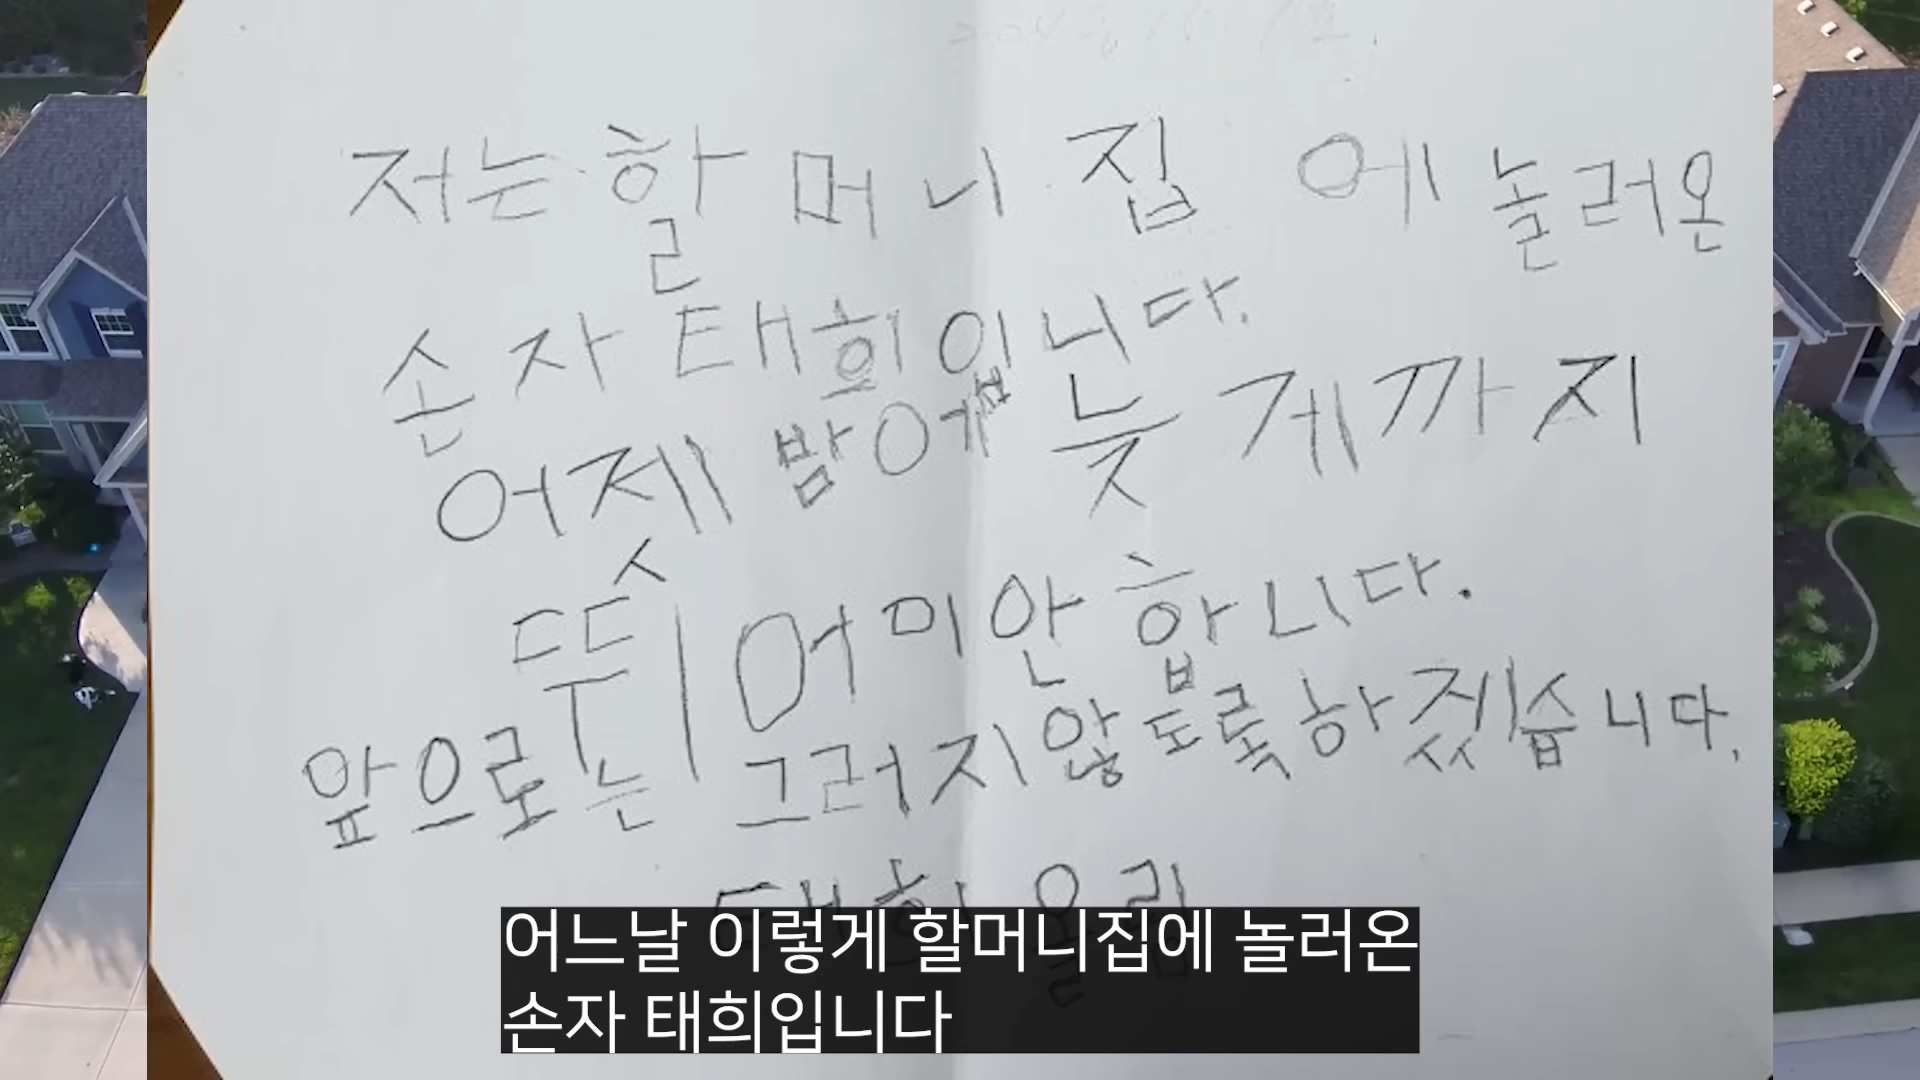 저는 할머니 집에 놀러온
손자 태희입니다.
어제 밤에 늦게까지
뛰어 미안합니다.
앞으로는 그러지 않도록 하겠습니다.
어느날 이렇게 할머니집에 놀러온
손자 태희입니다